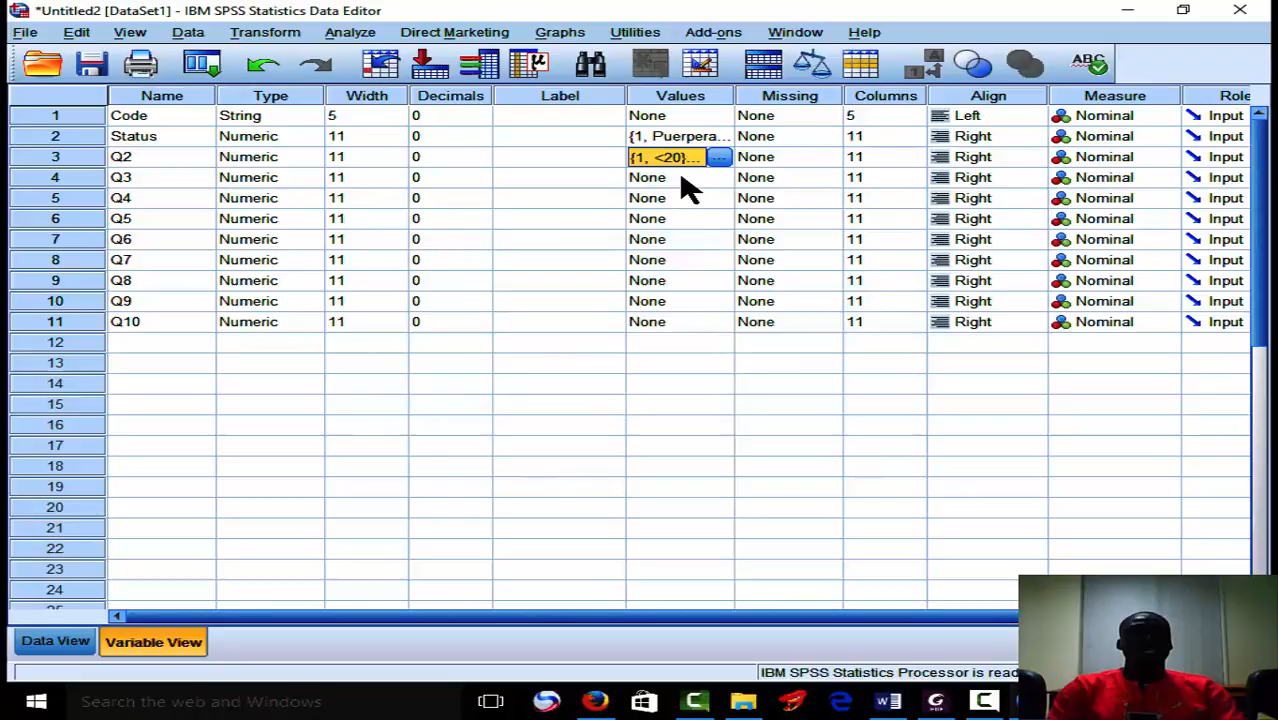 *Untitled2 [DataSet1] - IBM SPSS Statistics Data Editor
File Edit View Data Transform Analyze Direct Marketing Graphs Utilities Add-ons Window Help
Name Type Width Decimals Label Values Missing Columns Align Measure Role
1 Code String 5 0 None None 5 Left Nominal Input
2 Status Numeric 11 0 {1, Puerpera... None 11 Right Nominal Input
3 Q2 Numeric 11 0 {1, <20}... ... None 11 Right Nominal Input
4 Q3 Numeric 11 0 None None 11 Right Nominal Input
5 Q4 Numeric 11 0 None None 11 Right Nominal Input
6 Q5 Numeric 11 0 None None 11 Right Nominal Input
7 Q6 Numeric 11 0 None None 11 Right Nominal Input
8 Q7 Numeric 11 0 None None 11 Right Nominal Input
9 Q8 Numeric 11 0 None None 11 Right Nominal Input
10 Q9 Numeric 11 0 None None 11 Right Nominal Input
11 Q10 Numeric 11 0 None None 11 Right Nominal Input
12
13
14
15
16
17
18
19
20
21
22
23
24
Data View Variable View
IBM SPSS Statistics Processor is read
Search the web and Windows